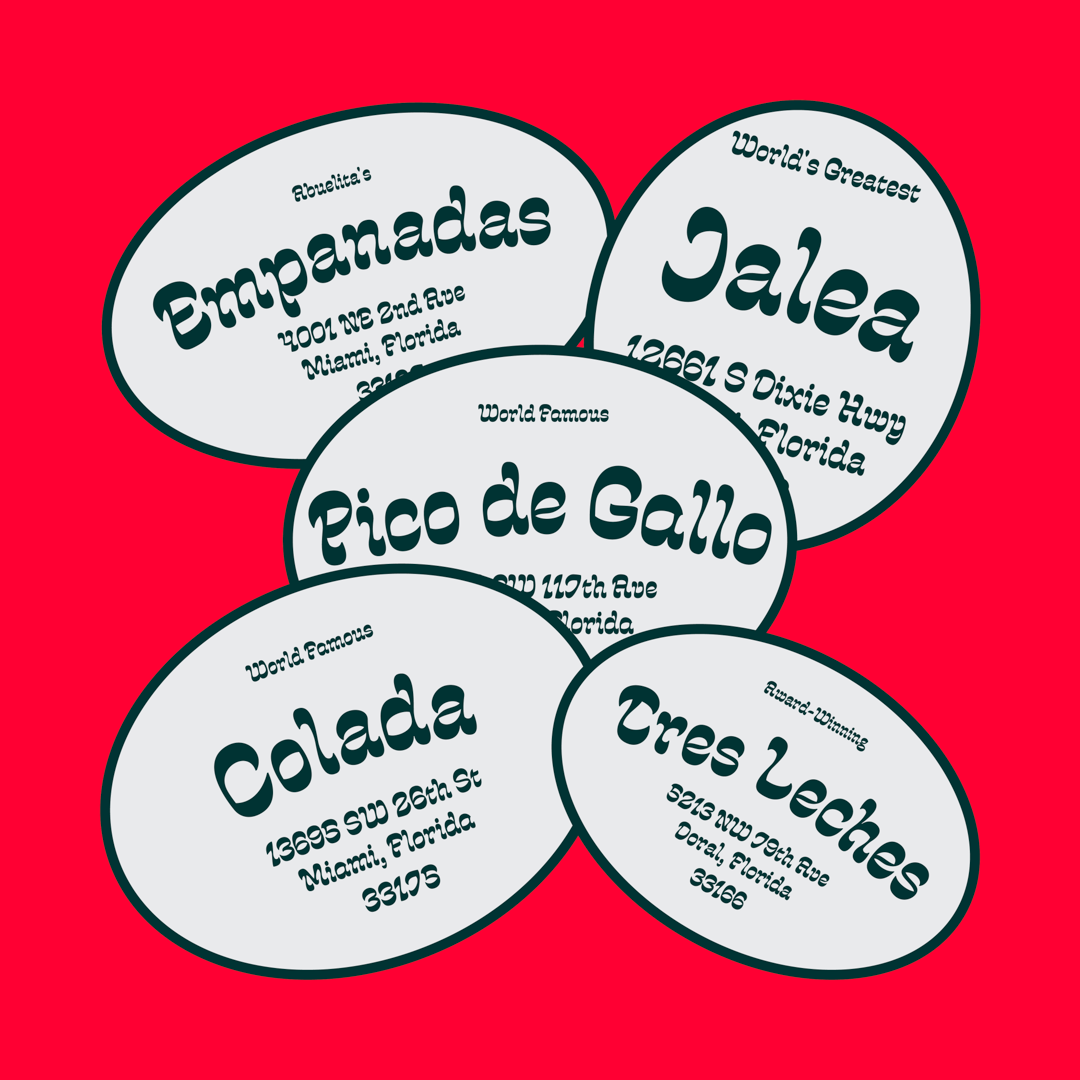 Abuelita's
Empanadas
4001 NE 2nd Ave
Miami, Florida
World's Greatest
Jalea
12661 S Dixie Hwy
Florida
World Famous
Pico de Gallo
SW 117th Ave
Florida
World Famous
Colada
13695 SW 26th St
Miami, Florida
33175
Award-Winning
Tres Leches
5213 NW 79th Ave
Doral, Florida
33166